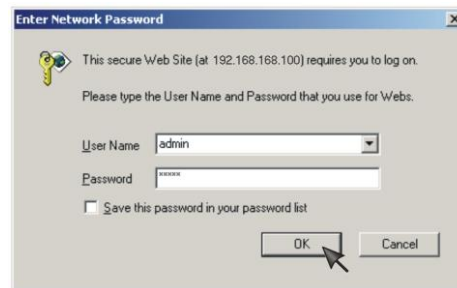 Enter Network Password
This secure Web Site (at 192.168.168.100) requires you to log on.
Please type the User Name and Password that you use for Webs.
User Name admin
Password *****
Save this password in your password list
OK Cancel